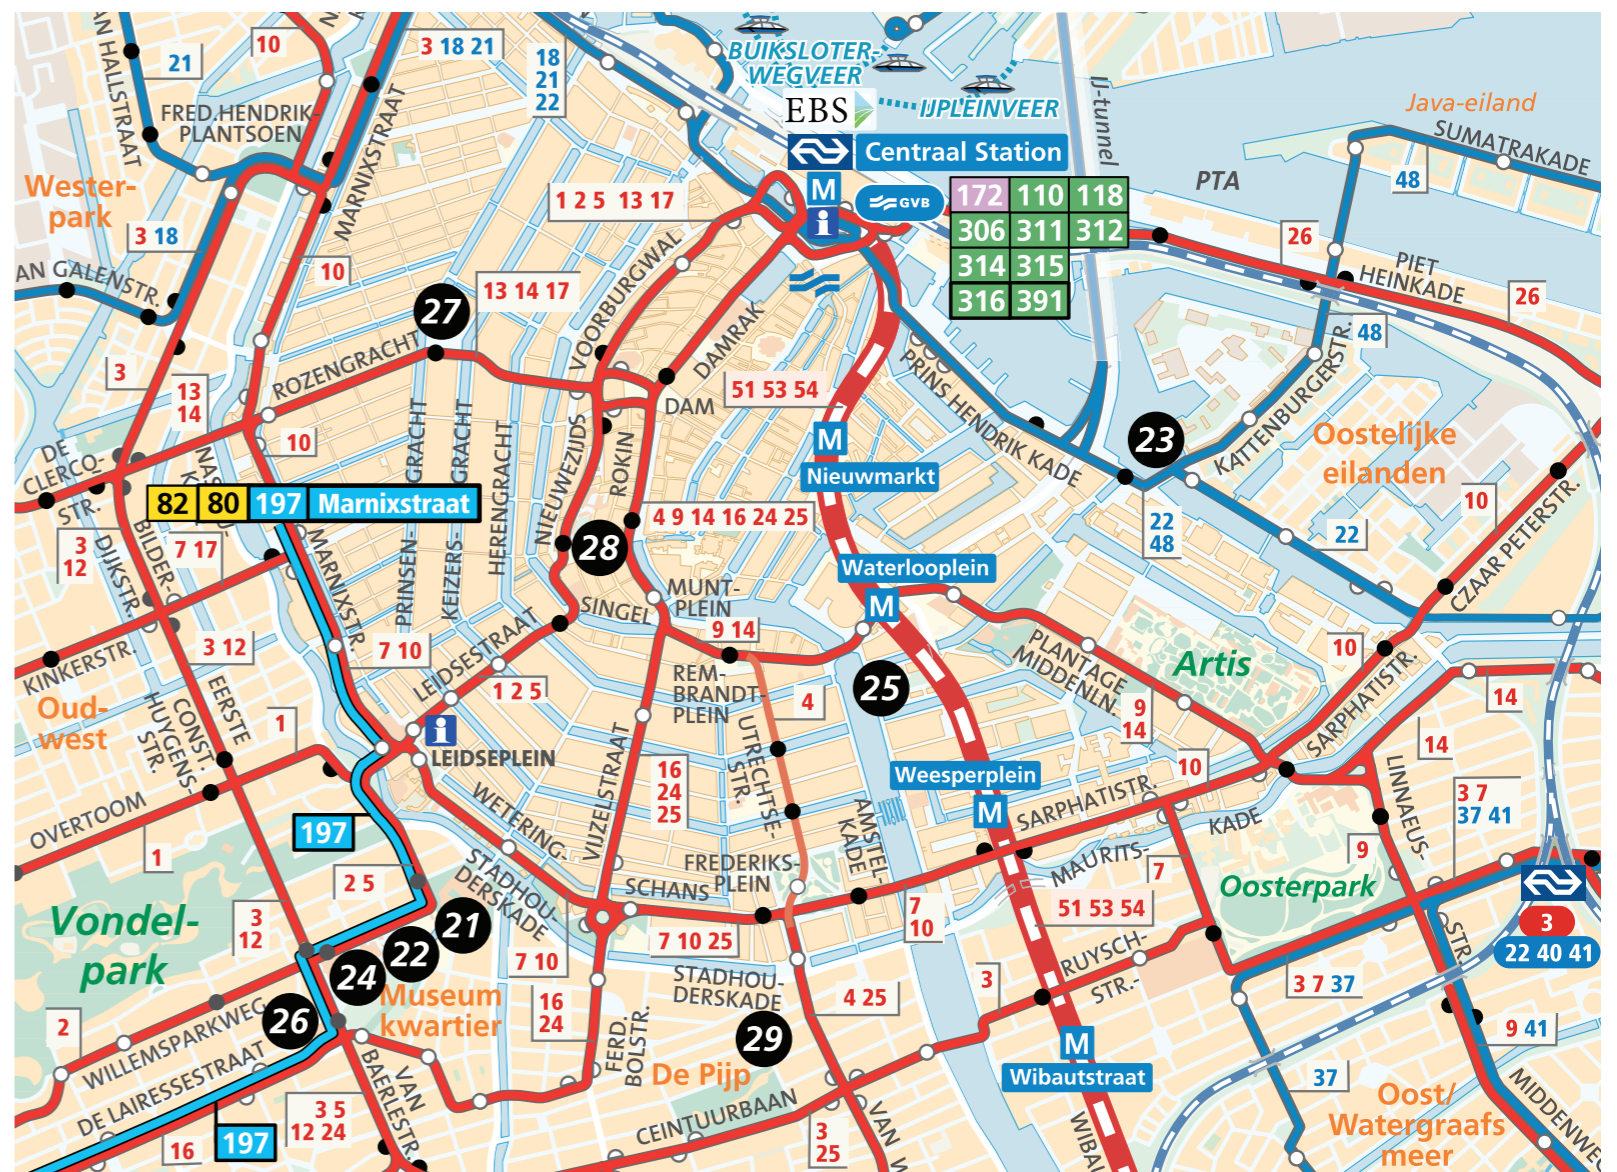 10
21
3 18 21
18
21
22
BUIKSLOTER-
WEGVEER
IJPLEINVEER
EBS
Centraal Station
M
i
GVB
172 110 118
306 311 312
314 315
316 391
IJ-tunnel
PTA
Java-eiland
SUMATRAKADE
48
AN HALLSTRAAT
FRED.HENDRIK-
PLANTSOEN
MARNIXSTRAAT
Wester-
park
3 18
AN GALENSTR.
10
1 2 5 13 17
VOORBURGWAL
26
PIET
HEINKADE
26
48
27
13 14 17
ROZENGRACHT
DAMRAK
DAM
51 53 54
3
13
14
10
PRINS HENDRIK KADE
23
KATTENBURGERSTR.
Oostelijke
eilanden
M
Nieuwmarkt
DE
CLERCQ-
STR.
82 80 197 Marnixstraat
PRINSEN-
GRACHT
KEIZERS-
GRACHT
HERENGRACHT
NIEUWEZIJDS
ROKIN
4 9 14 16 24 25
28
22
48
22
10
CZAAR PETERSTR.
3
12
7 17
BILDER-
DIJKSTR.
MARNIXSTR.
Waterlooplein
M
MUNT-
PLEIN
SINGEL
9 14
KINKERSTR.
3 12
7 10
LEIDSESTRAAT
1 2 5
REM-
BRANDT-
PLEIN
4
25
PLANTAGE
MIDDENLN.
Artis
10
SARPHATISTR.
9
14
14
Oud-
west
CONST.
HUYGENS-
STR.
EERSTE
1
i
LEIDSEPLEIN
OVERTOOM
1
197
WETERING-
SCHANS
VIJZELSTRAAT
16
24
25
UTRECHTSE-
STR.
AMSTEL-
KADE
Weesperplein
M
SARPHATISTR.
10
14
LINNAEUS-
STR.
3 7
37 41
KADE
MAURITS-
7
9
Oosterpark
3
22 40 41
Vondel-
park
2 5
3
12
STADHOU-
DERSKADE
FREDERIKS-
PLEIN
7 10 25
7
10
51 53 54
21
22
24
26
Museum
kwartier
7 10
16
24
STADHOU-
DERSKADE
4 25
3
RUYSCH-
STR.-
3 7 37
9 41
2
WILLEMSPARKWEG
DE LAIRESSESTRAAT
VAN
BAERLESTR.
FERD.
BOLSTR.
29
De Pijp
M
Wibautstraat
37
Oost/
Watergraafs
meer
MIDDENWEG
16
197
3 5
12 24
CEINTUURBAAN
3
25
VAN W
WIBAU